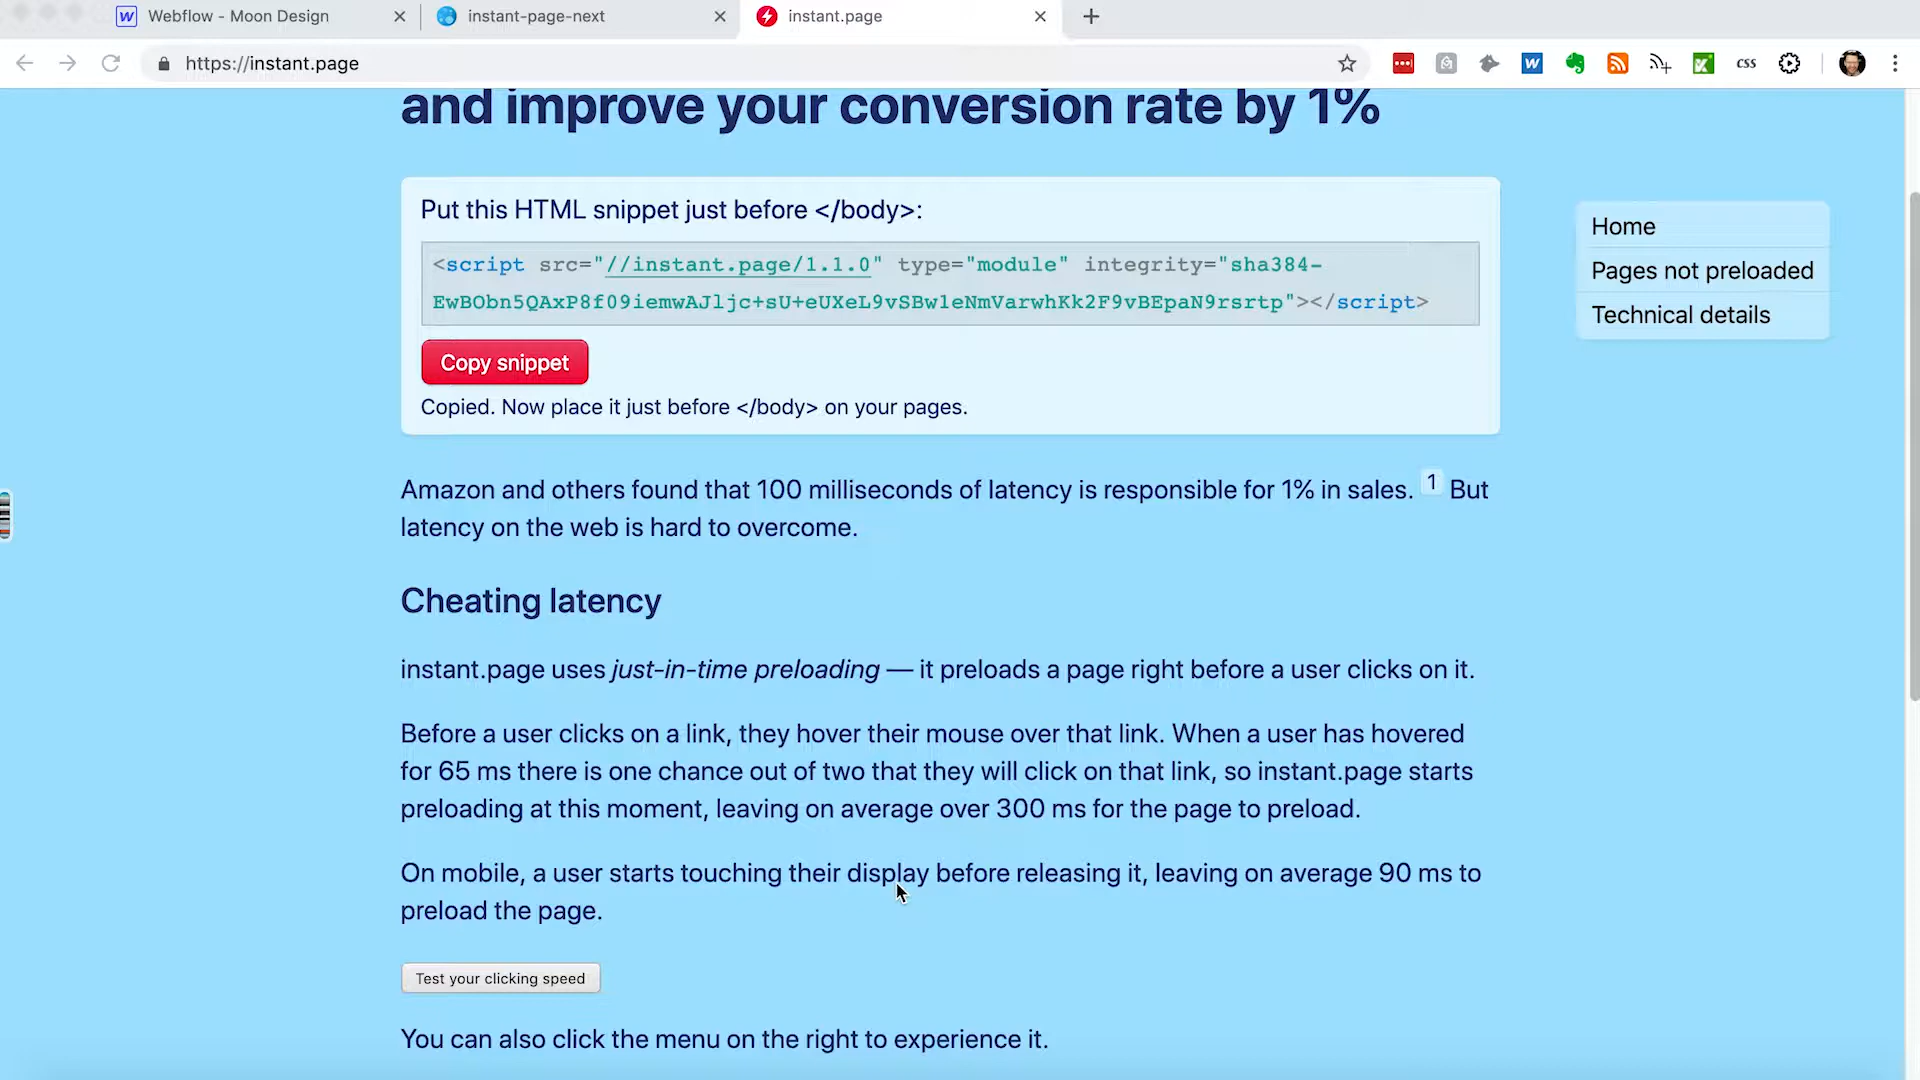 Webflow - Moon Design
instant-page-next
instant.page
https://instant.page
css
and improve your conversion rate by 1%
Put this HTML snippet just before </body>:
<script src="//instant.page/1.1.0" type="module" integrity="sha384-
EwBObn5QAxP8f09iemwAJljc+sU+eUXeL9vSBw1eNmVarwhKk2F9vBEpaN9rsrtp"></script>
Copy snippet
Copied. Now place it just before </body> on your pages.
Home
Pages not preloaded
Technical details
Amazon and others found that 100 milliseconds of latency is responsible for 1% in sales. 1 But
latency on the web is hard to overcome.
Cheating latency
instant.page uses just-in-time preloading — it preloads a page right before a user clicks on it.
Before a user clicks on a link, they hover their mouse over that link. When a user has hovered
for 65 ms there is one chance out of two that they will click on that link, so instant.page starts
preloading at this moment, leaving on average over 300 ms for the page to preload.
On mobile, a user starts touching their display before releasing it, leaving on average 90 ms to
preload the page.
Test your clicking speed
You can also click the menu on the right to experience it.